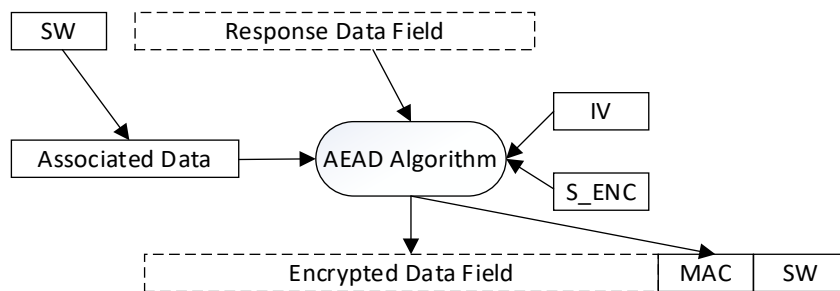 SW
Response Data Field
IV
Associated Data
AEAD Algorithm
S_ENC
Encrypted Data Field
MAC
SW